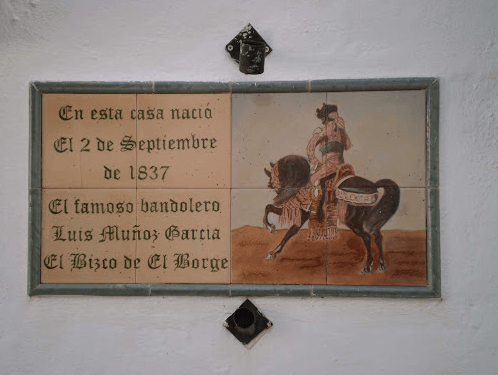 En esta casa nació
El 2 de Septiembre
de 1837
El famoso bandolero
Luis Muñoz Garcia
El Bizco de El Borge